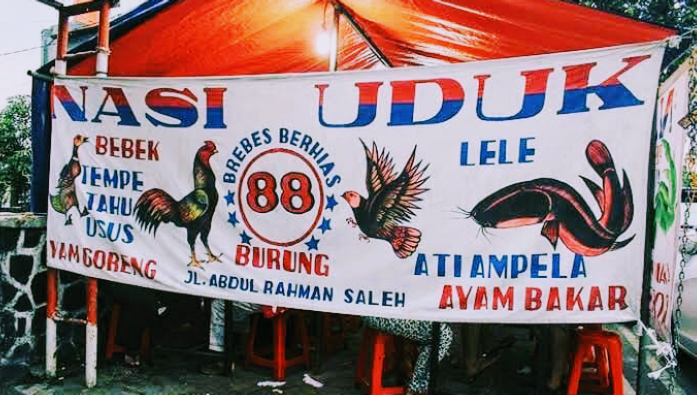 NASI UDUK
BEBEK
TEMPE
TAHU
USUS
YAM GORENG
BREBES BERHIAS
88
BURUNG
JL. ABDUL RAHMAN SALEH
LELE
ATI AMPELA
AYAM BAKAR